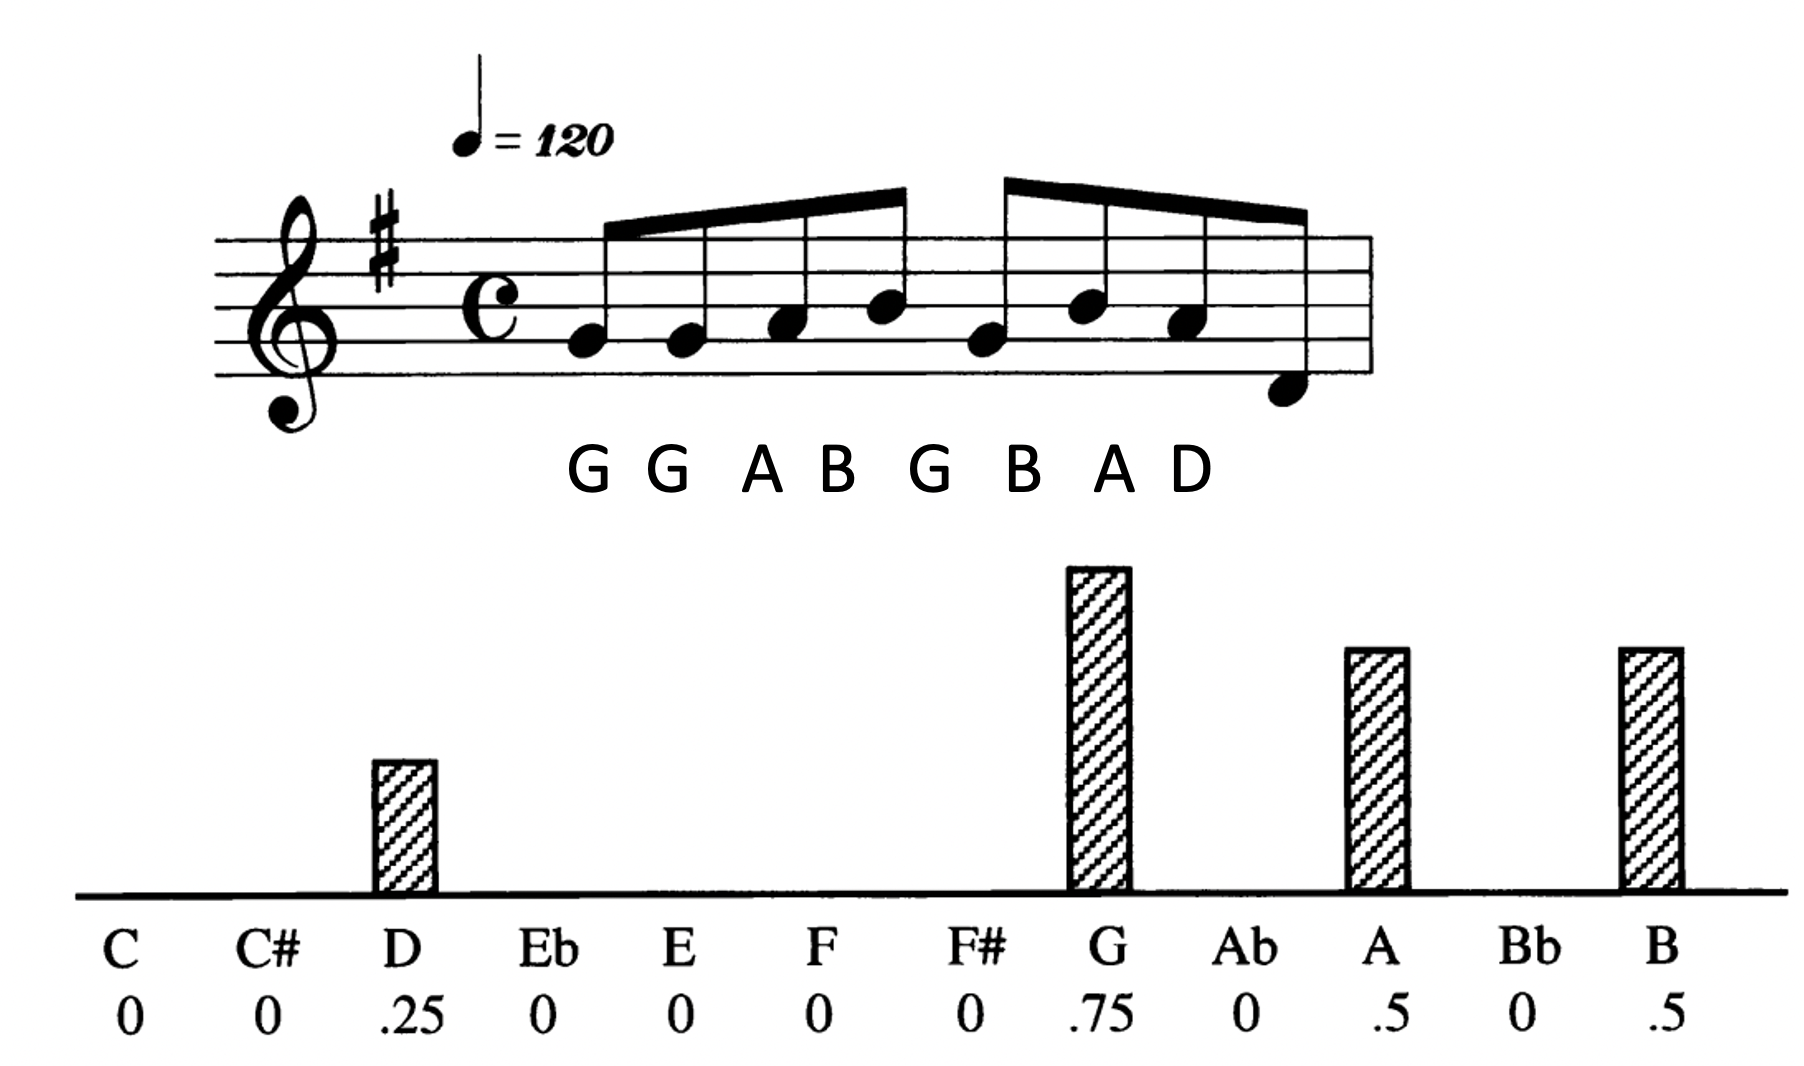 = 120
G G A B G B A D
C C# D Eb E F F# G Ab A Bb B
0 0 .25 0 0 0 0 .75 0 .5 0 .5